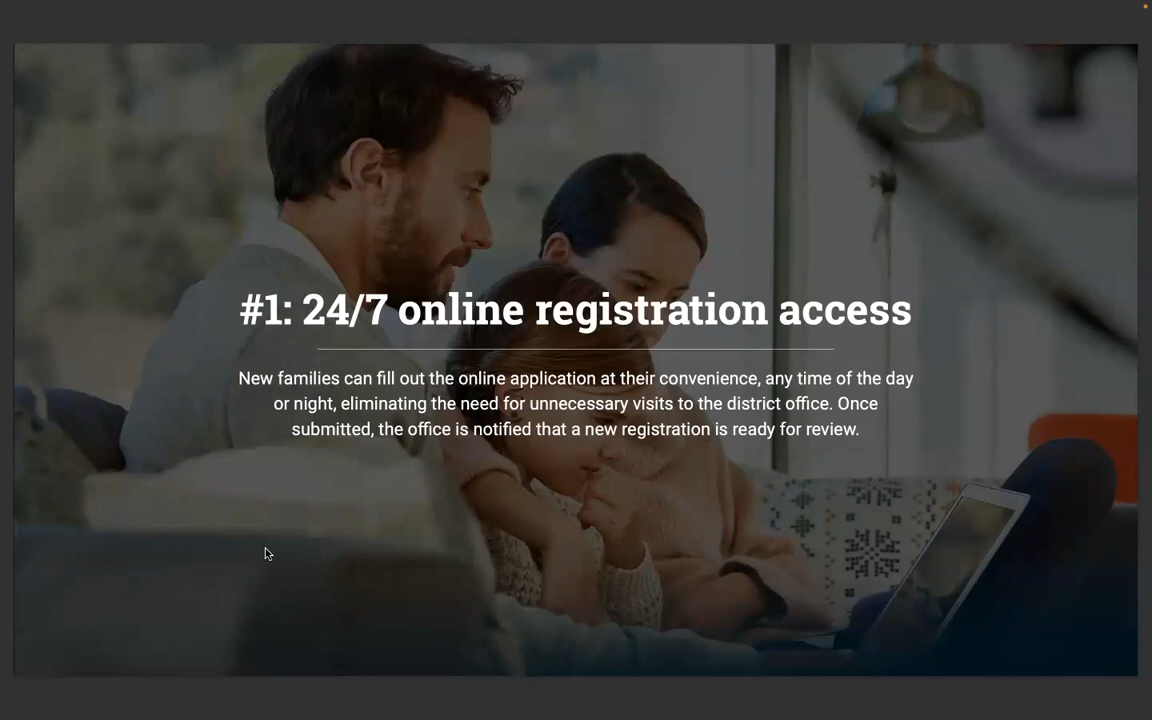 #1: 24/7 online registration access
New families can fill out the online application at their convenience, any time of the day
or night, eliminating the need for unnecessary visits to the district office. Once
submitted, the office is notified that a new registration is ready for review.